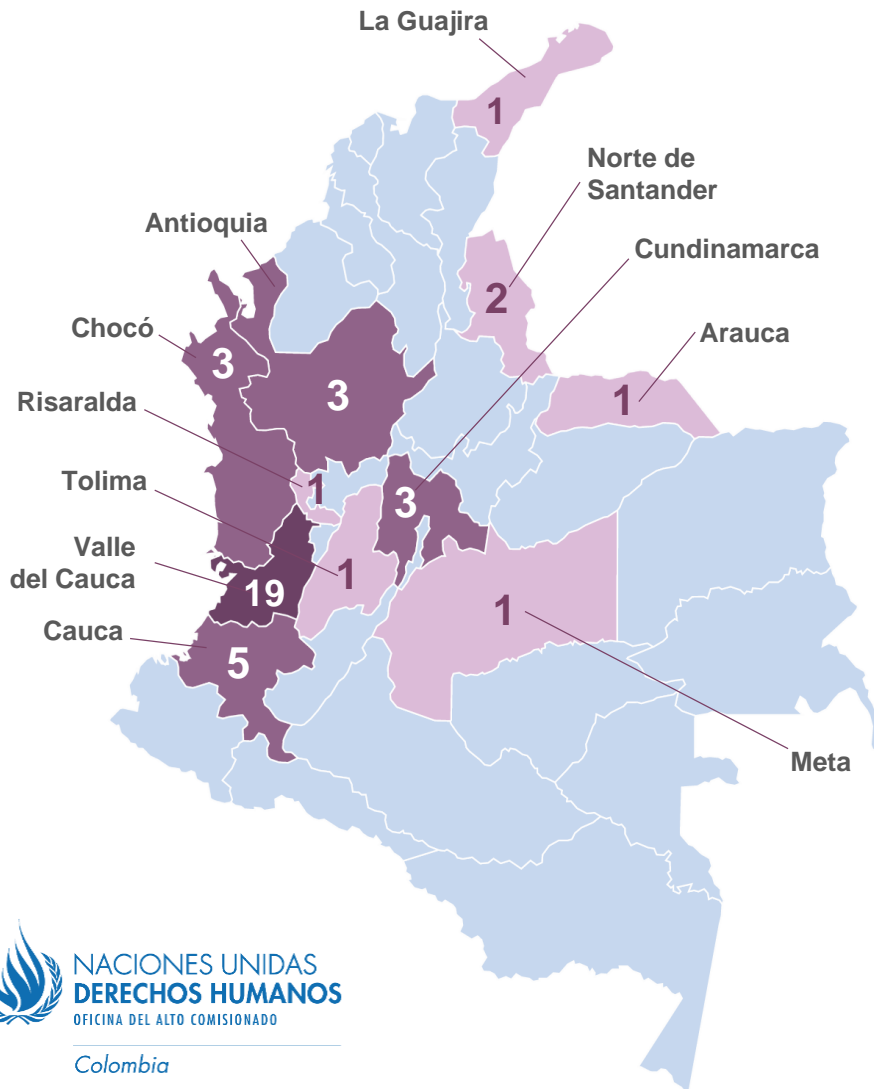 La Guajira
1
Norte de
Santander
2
Antioquia
Cundinamarca
Chocó
3
3
Arauca
1
Risaralda
1
Tolima
1
3
Valle
del Cauca
19
Cauca
5
1
Meta
NACIONES UNIDAS
DERECHOS HUMANOS
OFICINA DEL ALTO COMISIONADO
Colombia